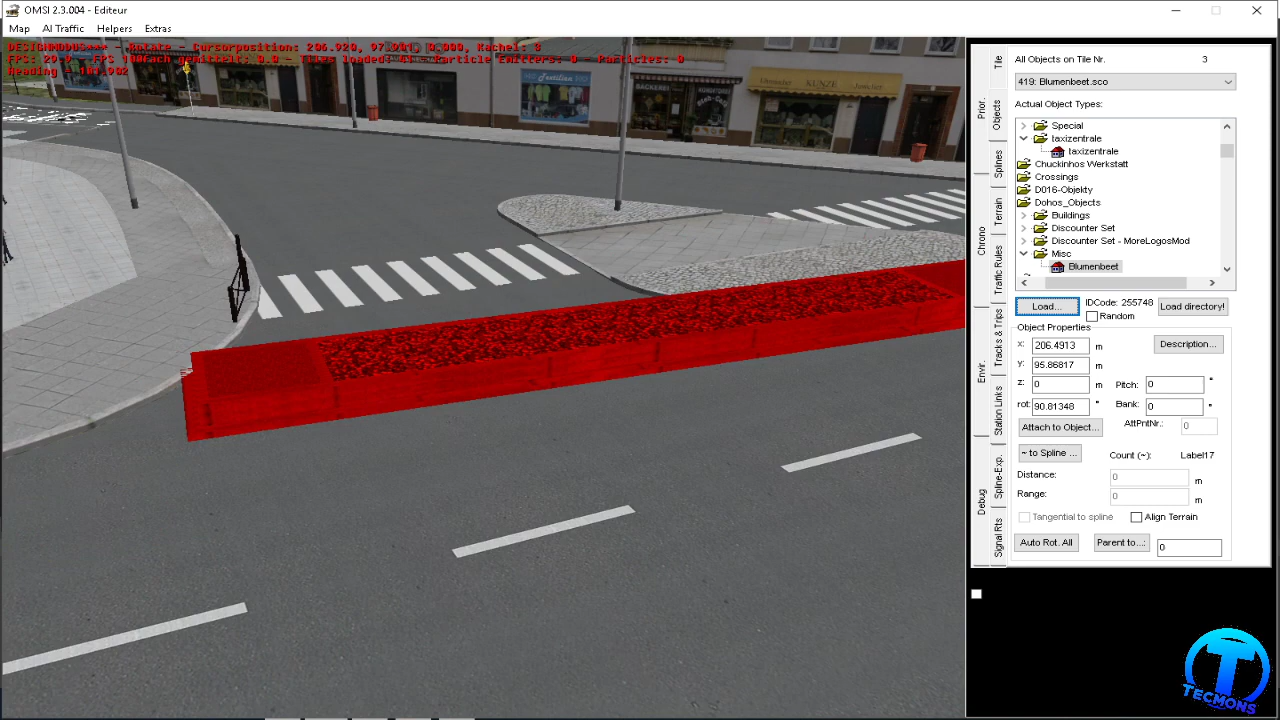 OMSI 2.3.004 - Editeur
Map AI Traffic Helpers Extras
DESIGNMODUS*** - Rotate - Cursorposition: 206.920, 97.901, 0.000, Kachel: 3
FPS: 29.9 - FPS 100%eh gemittelt: 0.0 - Tiles loaded: 41 - Particle Emitters: 0 - Particles: 0
Heading =
Textilien
BÄCKEREI
KUNZE
All Objects on Tile Nr. 3
419: Blumenbeet.sco
Actual Object Types:
Special
taxizentrale
taxizentrale
Chuckinhos Werkstatt
Crossings
D016-Objekty
Dohos_Objects
Buildings
Discounter Set
Discounter Set - MoreLogosMod
Misc
Blumenbeet
Load... IDCode: 255748 Load directory!
Random
Object Properties
x: 206.4913 m Description...
Y: 95.86817 m
z: 0 m Pitch: 0 °
rot: 90.81348 ° Bank: 0 °
Attach to Object... AttPntNr.: 0
~ to Spline ... Count (~): Label17
Distance: 0 m
Range: 0 m
Tangential to spline Align Terrain
Auto Rot. All Parent to...: 0
Tile
Objects
Splines
Terrain
Traffic Rules
Tracks & Trips
Station Links
Spline-Exp.
Signal Rts
Prior.
Chrono
Envir.
Debug
T
TECMONS